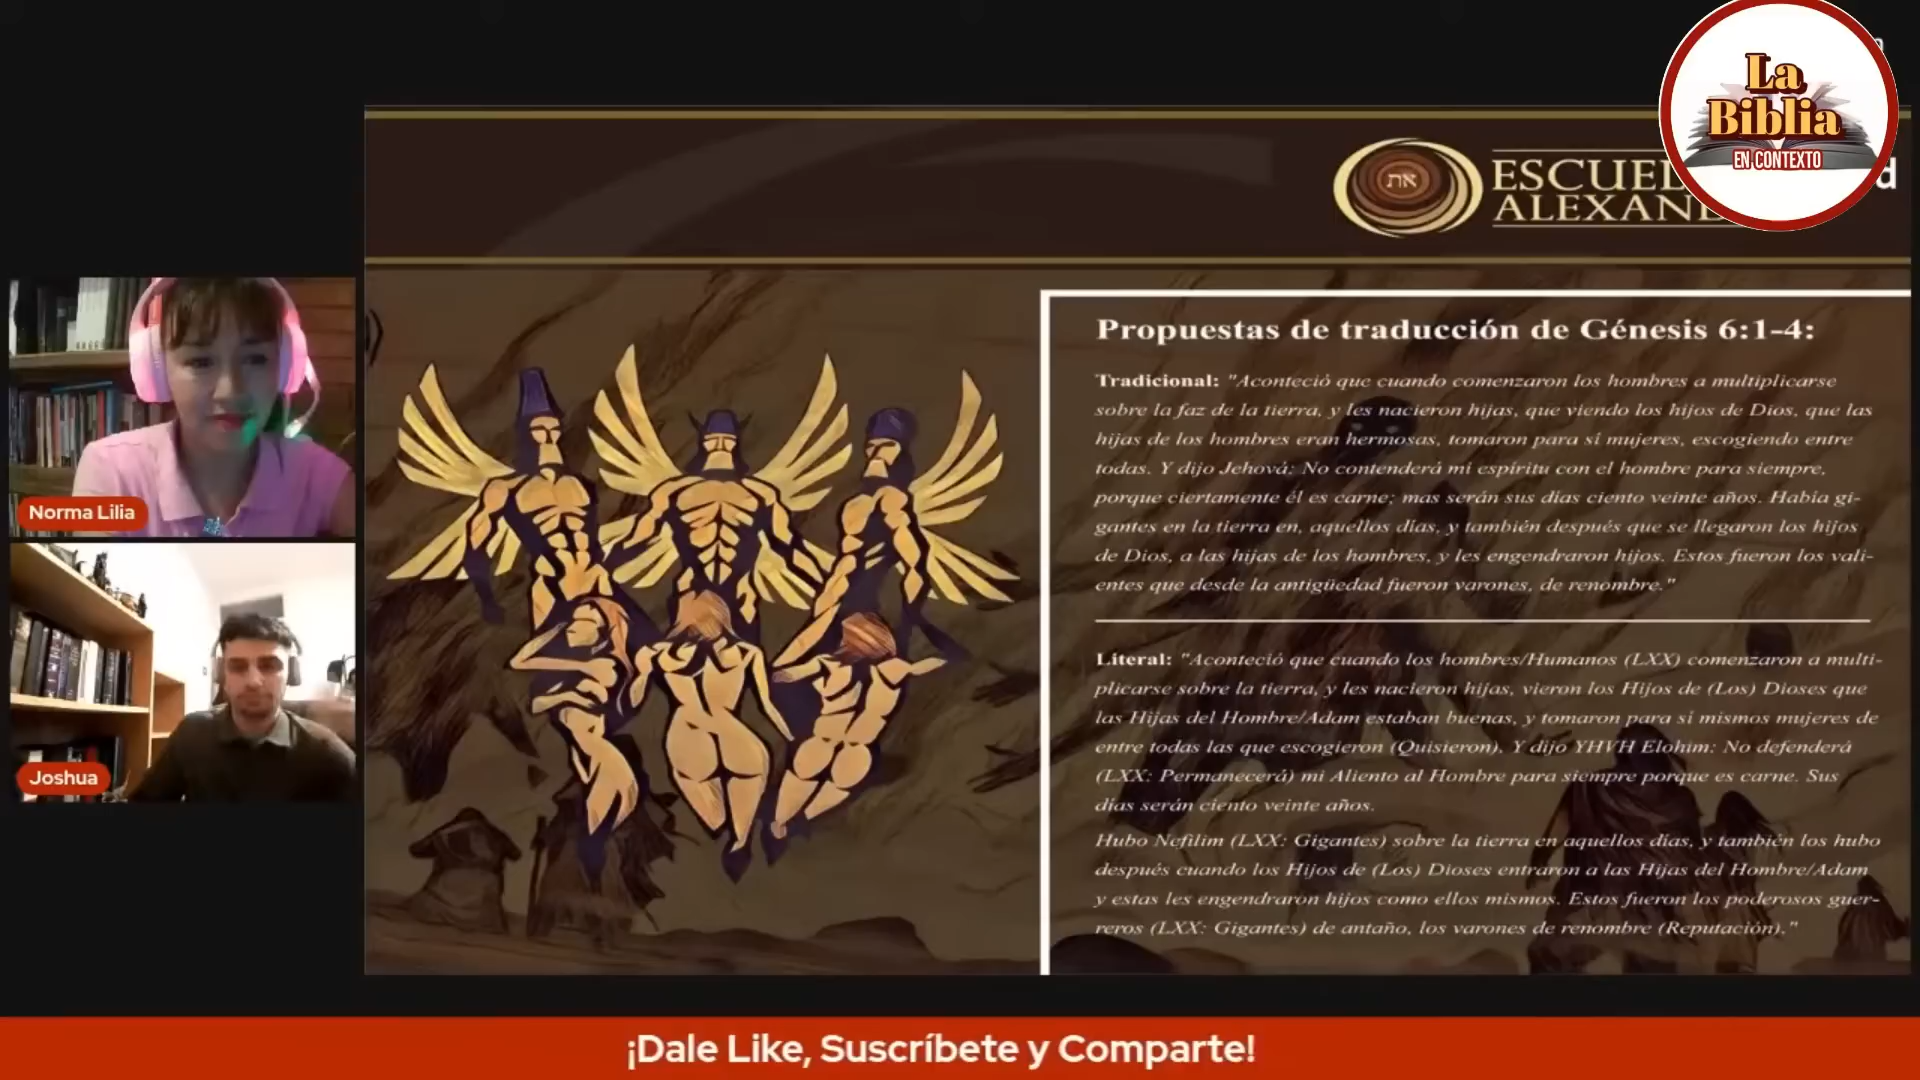 La
Biblia
EN CONTEXTO
את
ESCUEL
ALEXAN
d
Norma Lilia
Joshua
Propuestas de traducción de Génesis 6:1-4:
Tradicional: "Aconteció que cuando comenzaron los hombres a multiplicarse
sobre la faz de la tierra, y les nacieron hijas, que viendo los hijos de Dios, que las
hijas de los hombres eran hermosas, tomaron para sí mujeres, escogiendo entre
todas. Y dijo Jehová: No contenderá mi espíritu con el hombre para siempre,
porque ciertamente él es carne; mas serán sus días ciento veinte años. Había gi-
gantes en la tierra en, aquellos días, y también después que se llegaron los hijos
de Dios, a las hijas de los hombres, y les engendraron hijos. Estos fueron los vali-
entes que desde la antigüedad fueron varones, de renombre."
Literal: "Aconteció que cuando los hombres/Humanos (LXX) comenzaron a multi-
plicarse sobre la tierra, y les nacieron hijas, vieron los Hijos de (Los) Dioses que
las Hijas del Hombre/Adam estaban buenas, y tomaron para sí mismos mujeres de
entre todas las que escogieron (Quisieron). Y dijo YHVH Elohim: No defenderá
(LXX: Permanecerá) mi Aliento al Hombre para siempre porque es carne. Sus
días serán ciento veinte años.
Hubo Nefilim (LXX: Gigantes) sobre la tierra en aquellos días, y también los hubo
después cuando los Hijos de (Los) Dioses entraron a las Hijas del Hombre/Adam
y estas les engendraron hijos como ellos mismos. Estos fueron los poderosos guer-
reros (LXX: Gigantes) de antaño, los varones de renombre (Reputación)."
¡Dale Like, Suscríbete y Comparte!